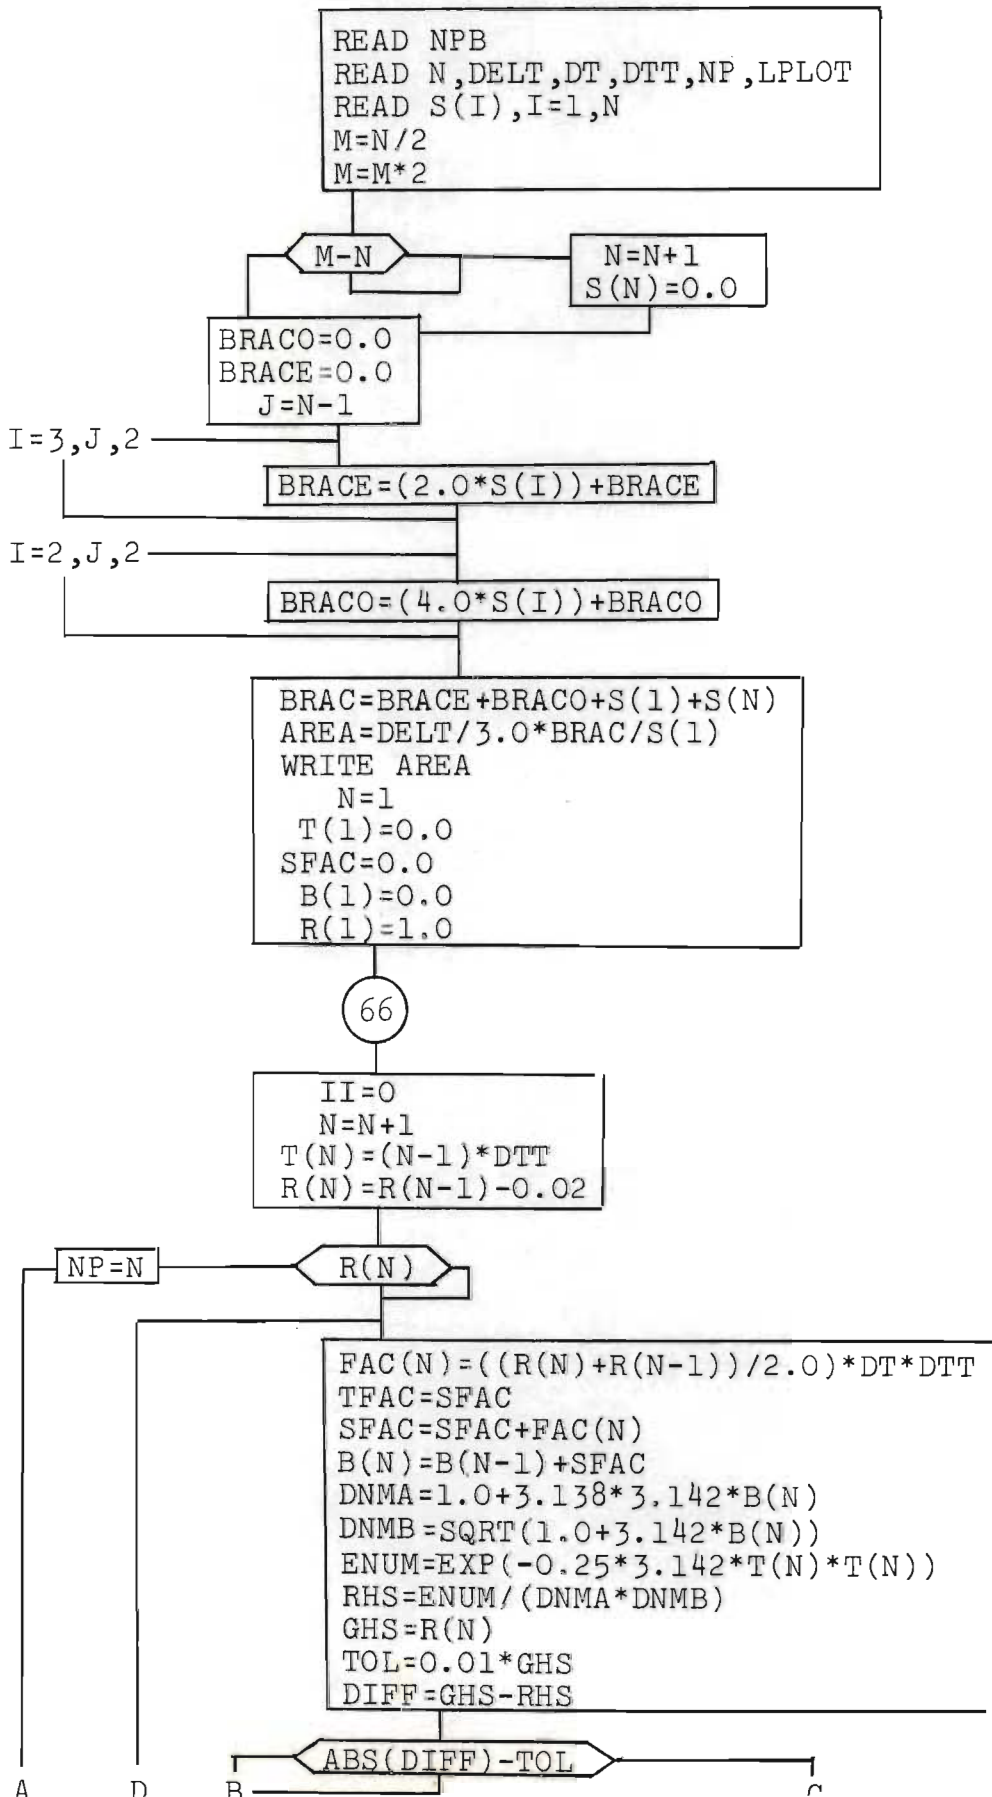 READ NPB
READ N,DELT,DT,DTT,NP,LPLOT
READ S(I),I=1,N
M=N/2
M=M*2
M-N
N=N+1
S(N)=0.0
BRACO=0.0
BRACE=0.0
J=N-1
I=3,J,2
BRACE=(2.0*S(I))+BRACE
I=2,J,2
BRACO=(4.0*S(I))+BRACO
BRAC=BRACE+BRACO+S(1)+S(N)
AREA=DELT/3.0*BRAC/S(1)
WRITE AREA
N=1
T(1)=0.0
SFAC=0.0
B(1)=0.0
R(1)=1.0
66
II=0
N=N+1
T(N)=(N-1)*DTT
R(N)=R(N-1)-0.02
NP=N
R(N)
FAC(N)=((R(N)+R(N-1))/2.0)*DT*DTT
TFAC=SFAC
SFAC=SFAC+FAC(N)
B(N)=B(N-1)+SFAC
DNMA=1.0+3.138*3.142*B(N)
DNMB=SQRT(1.0+3.142*B(N))
ENUM=EXP(-0.25*3.142*T(N)*T(N))
RHS=ENUM/(DNMA*DNMB)
GHS=R(N)
TOL=0.01*GHS
DIFF=GHS-RHS
ABS(DIFF)-TOL
A D B C